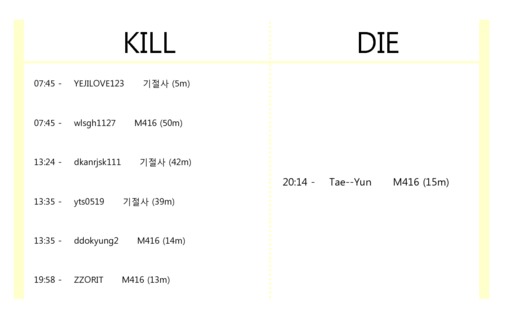 KILL
DIE
07:45 - YEJILOVE123 기절사 (5m)
07:45 - wlsgh1127 M416 (50m)
13:24 - dkanrjsk111 기절사 (42m)
13:35 - yts0519 기절사 (39m)
13:35 - ddokyung2 M416 (14m)
19:58 - ZZORIT M416 (13m)
20:14 - Tae--Yun M416 (15m)